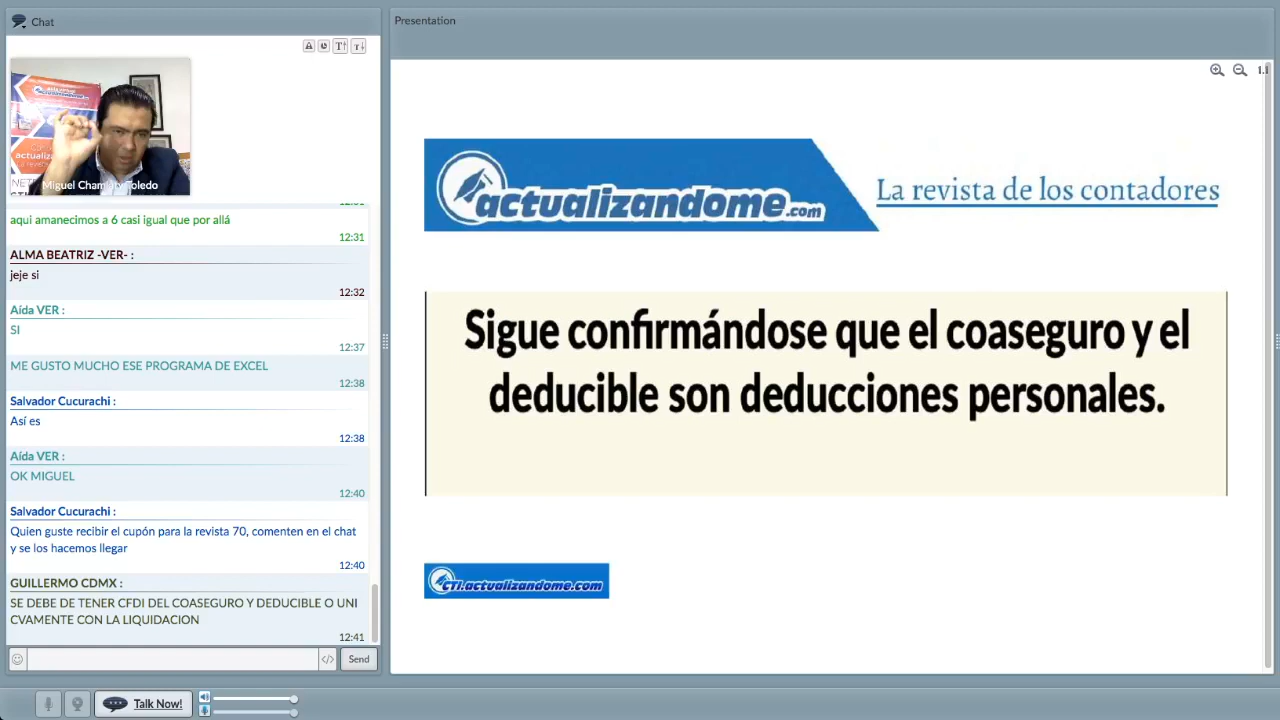 Chat
Presentation
Miguel Chamlaty Toledo
aqui amanecimos a 6 casi igual que por allá
12:31
ALMA BEATRIZ -VER- :
jeje si
12:32
Aída VER :
SI
12:37
ME GUSTO MUCHO ESE PROGRAMA DE EXCEL
12:38
Salvador Cucurachi :
Así es
12:38
Aída VER :
OK MIGUEL
12:40
Salvador Cucurachi :
Quien guste recibir el cupón para la revista 70, comenten en el chat
y se los hacemos llegar
12:40
GUILLERMO CDMX :
SE DEBE DE TENER CFDI DEL COASEGURO Y DEDUCIBLE O UNI
CVAMENTE CON LA LIQUIDACION
12:41
Send
Talk Now!
actualizandome.com
La revista de los contadores
Sigue confirmándose que el coaseguro y el
deducible son deducciones personales.
CTI.actualizandome.com